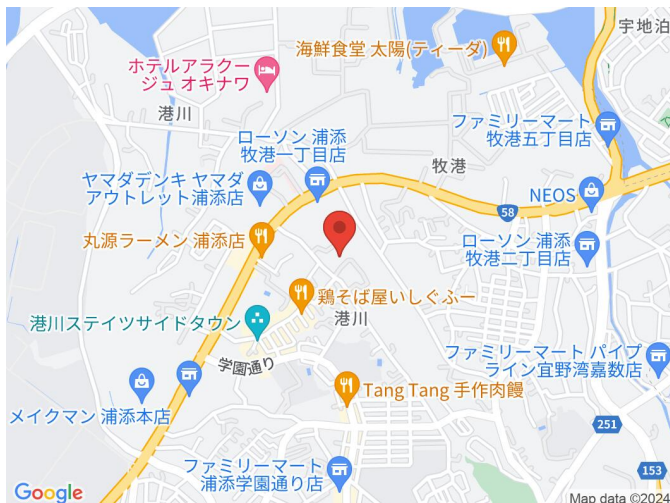 宇地泊
海鮮食堂 太陽(ティーダ)
ホテルアラクー
ジュ オキナワ
港川
ファミリーマート
牧港五丁目店
ローソン 浦添
牧港一丁目店
牧港
ヤマダデンキ ヤマダ
アウトレット浦添店
NEOS
58
丸源ラーメン 浦添店
ローソン 浦添
牧港二丁目店
鶏そば屋いしぐふー
港川ステイツサイドタウン
港川
学園通り
ファミリーマート パイプ
ライン宜野湾嘉数店
Tang Tang 手作肉饅
メイクマン 浦添本店
251
ファミリーマート
浦添学園通り店
153
Google
Map data ©2024